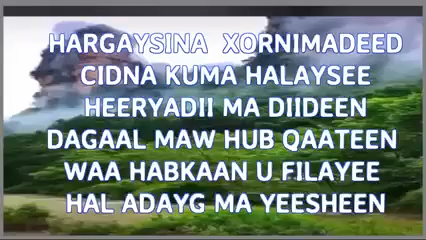 HARGAYSINA XORNIMADEED
CIDNA KUMA HALAYSEE
HEERYADII MA DIIDEEN
DAGAAL MAW HUB QAATEEN
WAA HABKAAN U FILAYEE
HAL ADAYG MA YEESHEEN